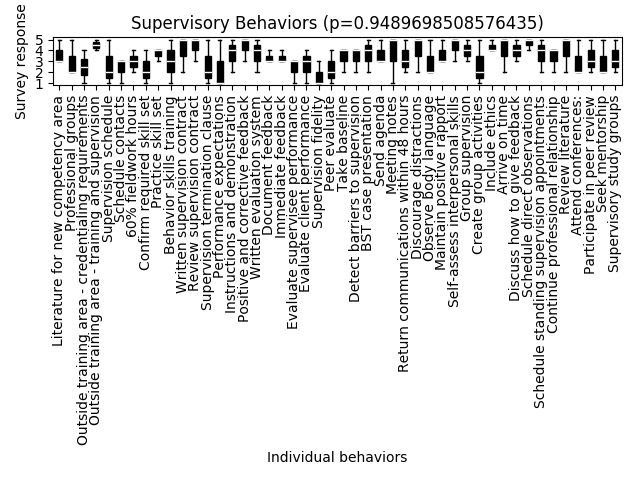 Supervisory Behaviors (p=0.9489698508576435)
Survey response
5
4
3
2
1
Literature for new competency area
Professional groups
Outside training area - credentialing requirements
Outside training area - training and supervision
Supervision schedule
Schedule contacts
60% fieldwork hours
Confirm required skill set
Practice skill set
Behavior skills training
Written supervision contract
Review supervision contract
Supervision termination clause
Performance expectations
Instructions and demonstration
Positive and corrective feedback
Written evaluation system
Document feedback
Immediate feedback
Evaluate supervisee performance
Evaluate client performance
Supervision fidelity
Peer evaluate
Take baseline
Detect barriers to supervision
BST case presentation
Send agenda
Meeting notes
Return communications within 48 hours
Discourage distractions
Observe body language
Maintain positive rapport
Self-assess interpersonal skills
Group supervision
Create group activities
Include ethics
Arrive on time
Discuss how to give feedback
Schedule direct observations
Schedule standing supervision appointments
Continue professional relationship
Review literature
Attend conferences:
Participate in peer review
Seek mentorship
Supervisory study groups
Individual behaviors